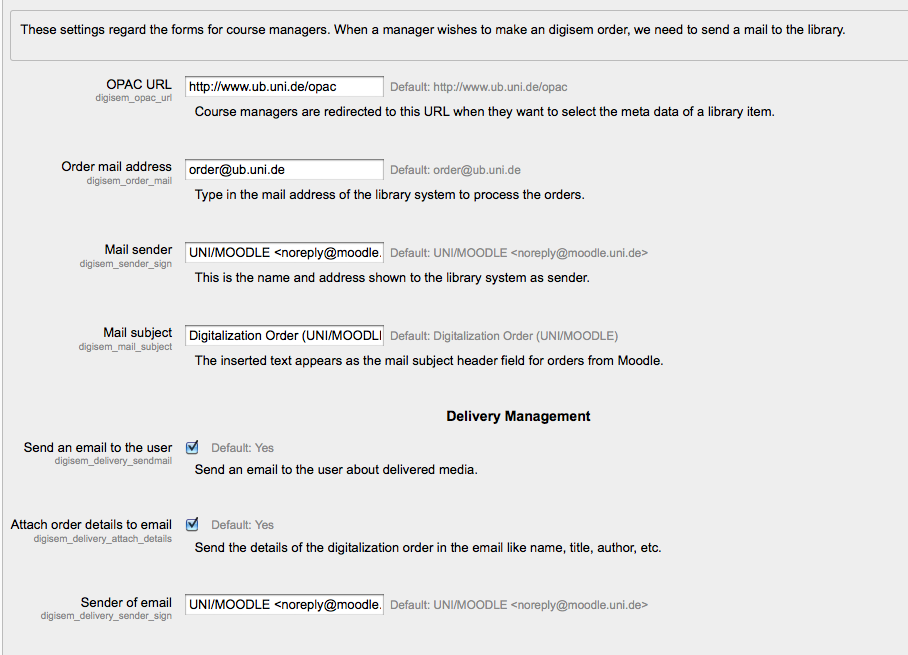 These settings regard the forms for course managers. When a manager wishes to make an digisem order, we need to send a mail to the library.
OPAC URL http://www.ub.uni.de/opac Default: http://www.ub.uni.de/opac
digisem_opac_url
Course managers are redirected to this URL when they want to select the meta data of a library item.
Order mail address order@ub.uni.de Default: order@ub.uni.de
digisem_order_mail
Type in the mail address of the library system to process the orders.
Mail sender UNI/MOODLE <noreply@moodle. Default: UNI/MOODLE <noreply@moodle.uni.de>
digisem_sender_sign
This is the name and address shown to the library system as sender.
Mail subject Digitalization Order (UNI/MOODLI Default: Digitalization Order (UNI/MOODLE)
digisem_mail_subject
The inserted text appears as the mail subject header field for orders from Moodle.
Delivery Management
Send an email to the user Default: Yes
digisem_delivery_sendmail
Send an email to the user about delivered media.
Attach order details to email Default: Yes
digisem_delivery_attach_details
Send the details of the digitalization order in the email like name, title, author, etc.
Sender of email UNI/MOODLE <noreply@moodle. Default: UNI/MOODLE <noreply@moodle.uni.de>
digisem_delivery_sender_sign